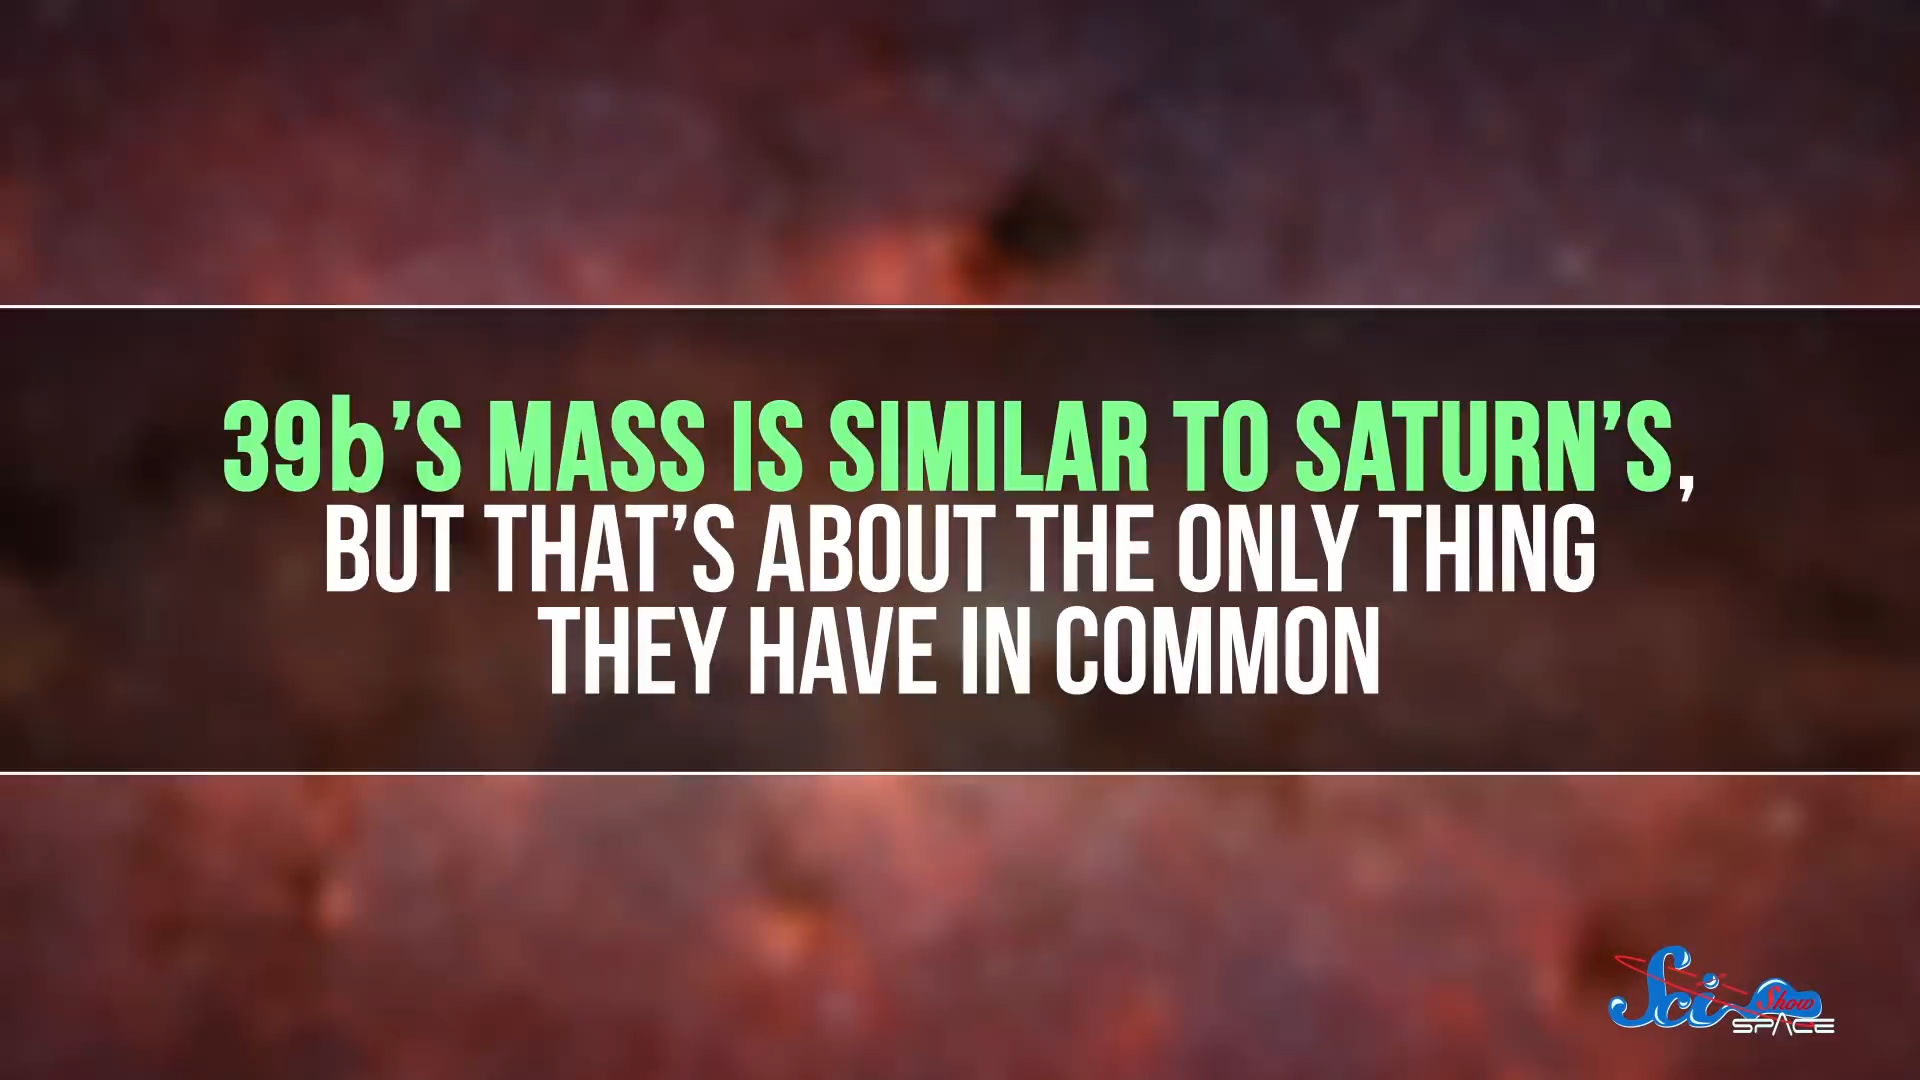 39b’S MASS IS SIMILAR TO SATURN’S,
BUT THAT’S ABOUT THE ONLY THING
THEY HAVE IN COMMON
Sci Show
SPACE